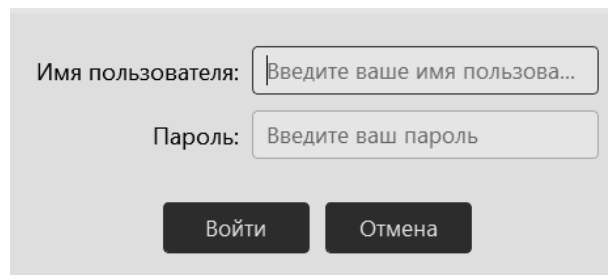 Имя пользователя: Введите ваше имя пользова...
Пароль: Введите ваш пароль
Войти Отмена